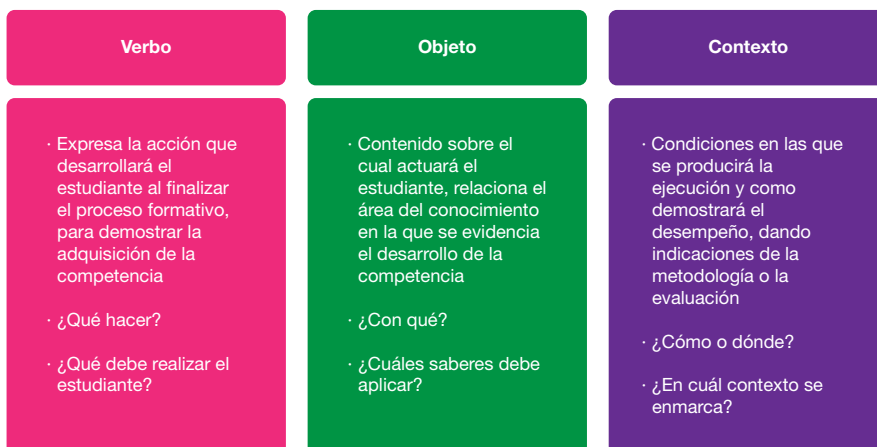 Verbo
Objeto
Contexto
· Expresa la acción que
desarrollará el
estudiante al finalizar
el proceso formativo,
para demostrar la
adquisición de la
competencia
· ¿Qué hacer?
· ¿Qué debe realizar el
estudiante?
· Contenido sobre el
cual actuará el
estudiante, relaciona el
área del conocimiento
en la que se evidencia
el desarrollo de la
competencia
· ¿Con qué?
· ¿Cuáles saberes debe
aplicar?
· Condiciones en las que
se producirá la
ejecución y como
demostrará el
desempeño, dando
indicaciones de la
metodología o la
evaluación
· ¿Cómo o dónde?
· ¿En cuál contexto se
enmarca?